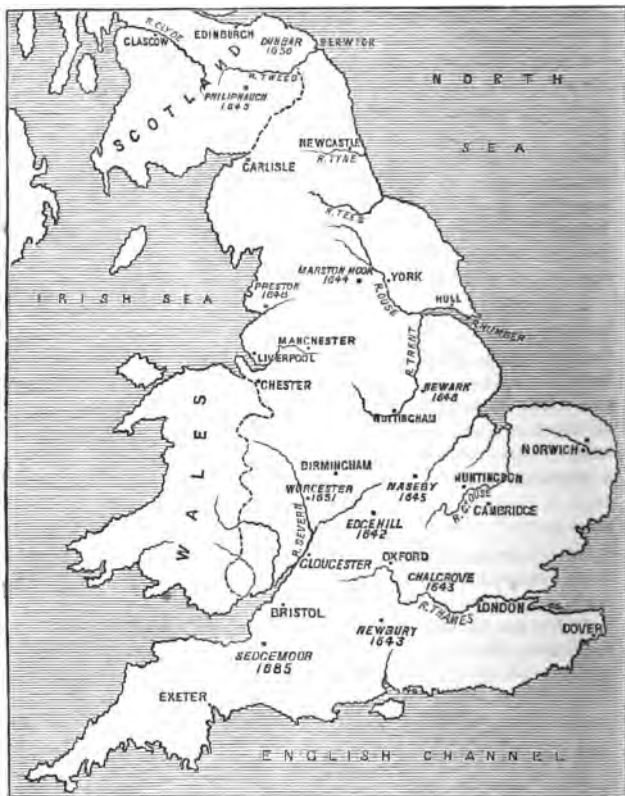 R. CLYDE
EDINBURGH
GLASCOW
DUNBAR
1650
BERWICK
SCOTLAND
R. TWEED
PHILIPHAUGH
1645
NORTH
SEA
NEWCASTLE
R. TYNE
CARLISLE
R. TEES
MARSTON MOOR
1644
YORK
PRESTON
1648
IRISH SEA
R. OUSE
HULL
R. HUMBER
MANCHESTER
LIVERPOOL
R. TRENT
CHESTER
NEWARK
1648
NOTTINGHAM
WALES
NORWICH
BIRMINGHAM
NASEBY
1645
HUNTINGDON
WORCESTER
1651
R. G. OUSE
CAMBRIDGE
EDGEHILL
1642
R. SEVERN
GLOUCESTER
OXFORD
CHALGROVE
1643
R. THAMES
LONDON
BRISTOL
NEWBURY
1643
DOVER
SEDGEMOUR
1685
EXETER
ENGLISH CHANNEL